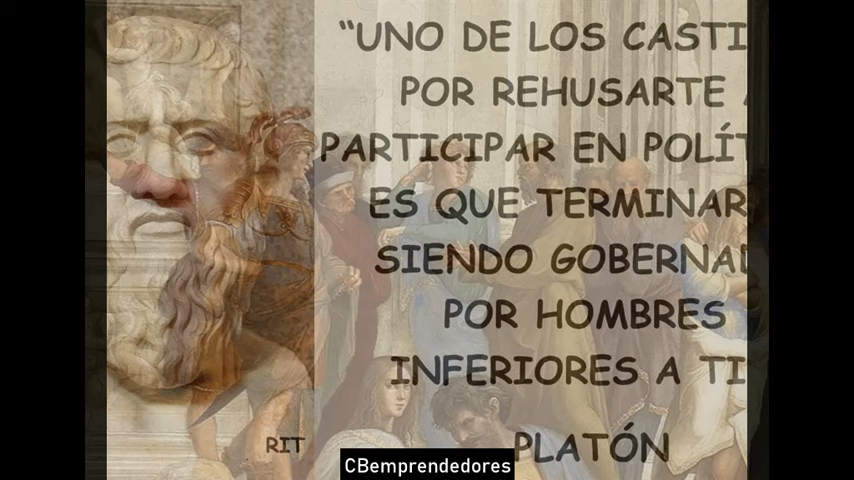 “UNO DE LOS CASTI
POR REHUSARTE
PARTICIPAR EN POLÍT
ES QUE TERMINAR
SIENDO GOBERNAD
POR HOMBRES
INFERIORES A TI
PLATÓN
RIT
CBemprendedores